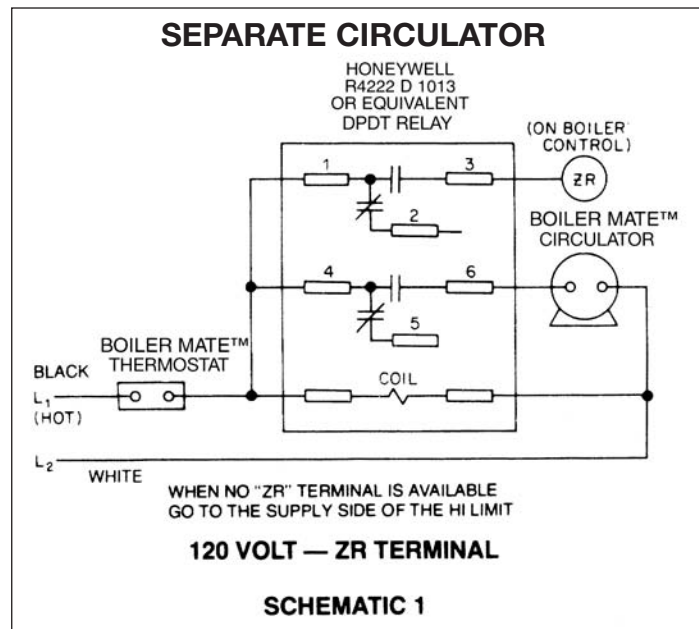 SEPARATE CIRCULATOR
HONEYWELL
R4222 D 1013
OR EQUIVALENT
DPDT RELAY
(ON BOILER
CONTROL)
1
3
ZR
2
BOILER MATE™
CIRCULATOR
4
6
5
BOILER MATE™
THERMOSTAT
COIL
BLACK
L1
(HOT)
L2
WHITE
WHEN NO "ZR" TERMINAL IS AVAILABLE
GO TO THE SUPPLY SIDE OF THE HI LIMIT
120 VOLT — ZR TERMINAL
SCHEMATIC 1